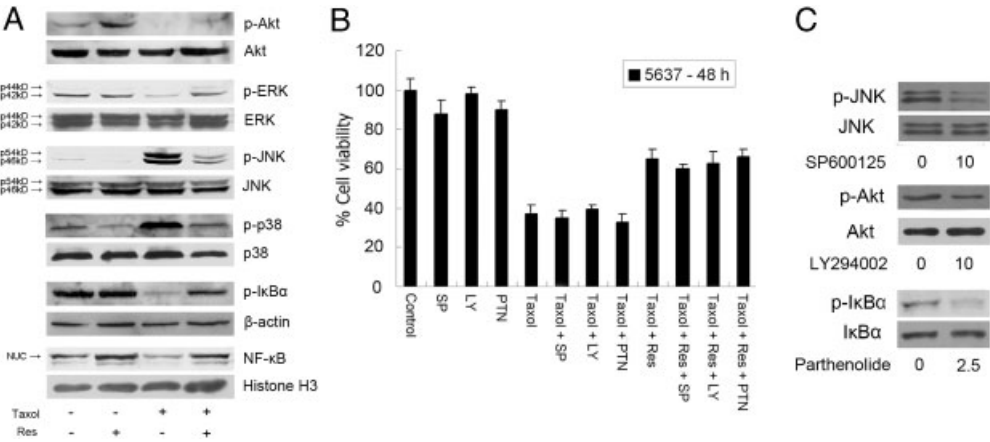 A
p-Akt
Akt
p44kD →
p42kD →
p-ERK
p44kD →
p42kD →
ERK
p54kD →
p46kD →
p-JNK
p54kD →
p46kD →
JNK
p-p38
p38
p-IκBα
β-actin
NUC →
NF-κB
Histone H3
Taxol - - + +
Res - + - +
B
120
100
80
60
40
20
0
% Cell viability
5637 - 48 h
Control
SP
LY
PTN
Taxol
Taxol + SP
Taxol + LY
Taxol + PTN
Taxol + Res
Taxol + Res + SP
Taxol + Res + LY
Taxol + Res + PTN
C
p-JNK
JNK
SP600125 0 10
p-Akt
Akt
LY294002 0 10
p-IκBα
IκBα
Parthenolide 0 2.5